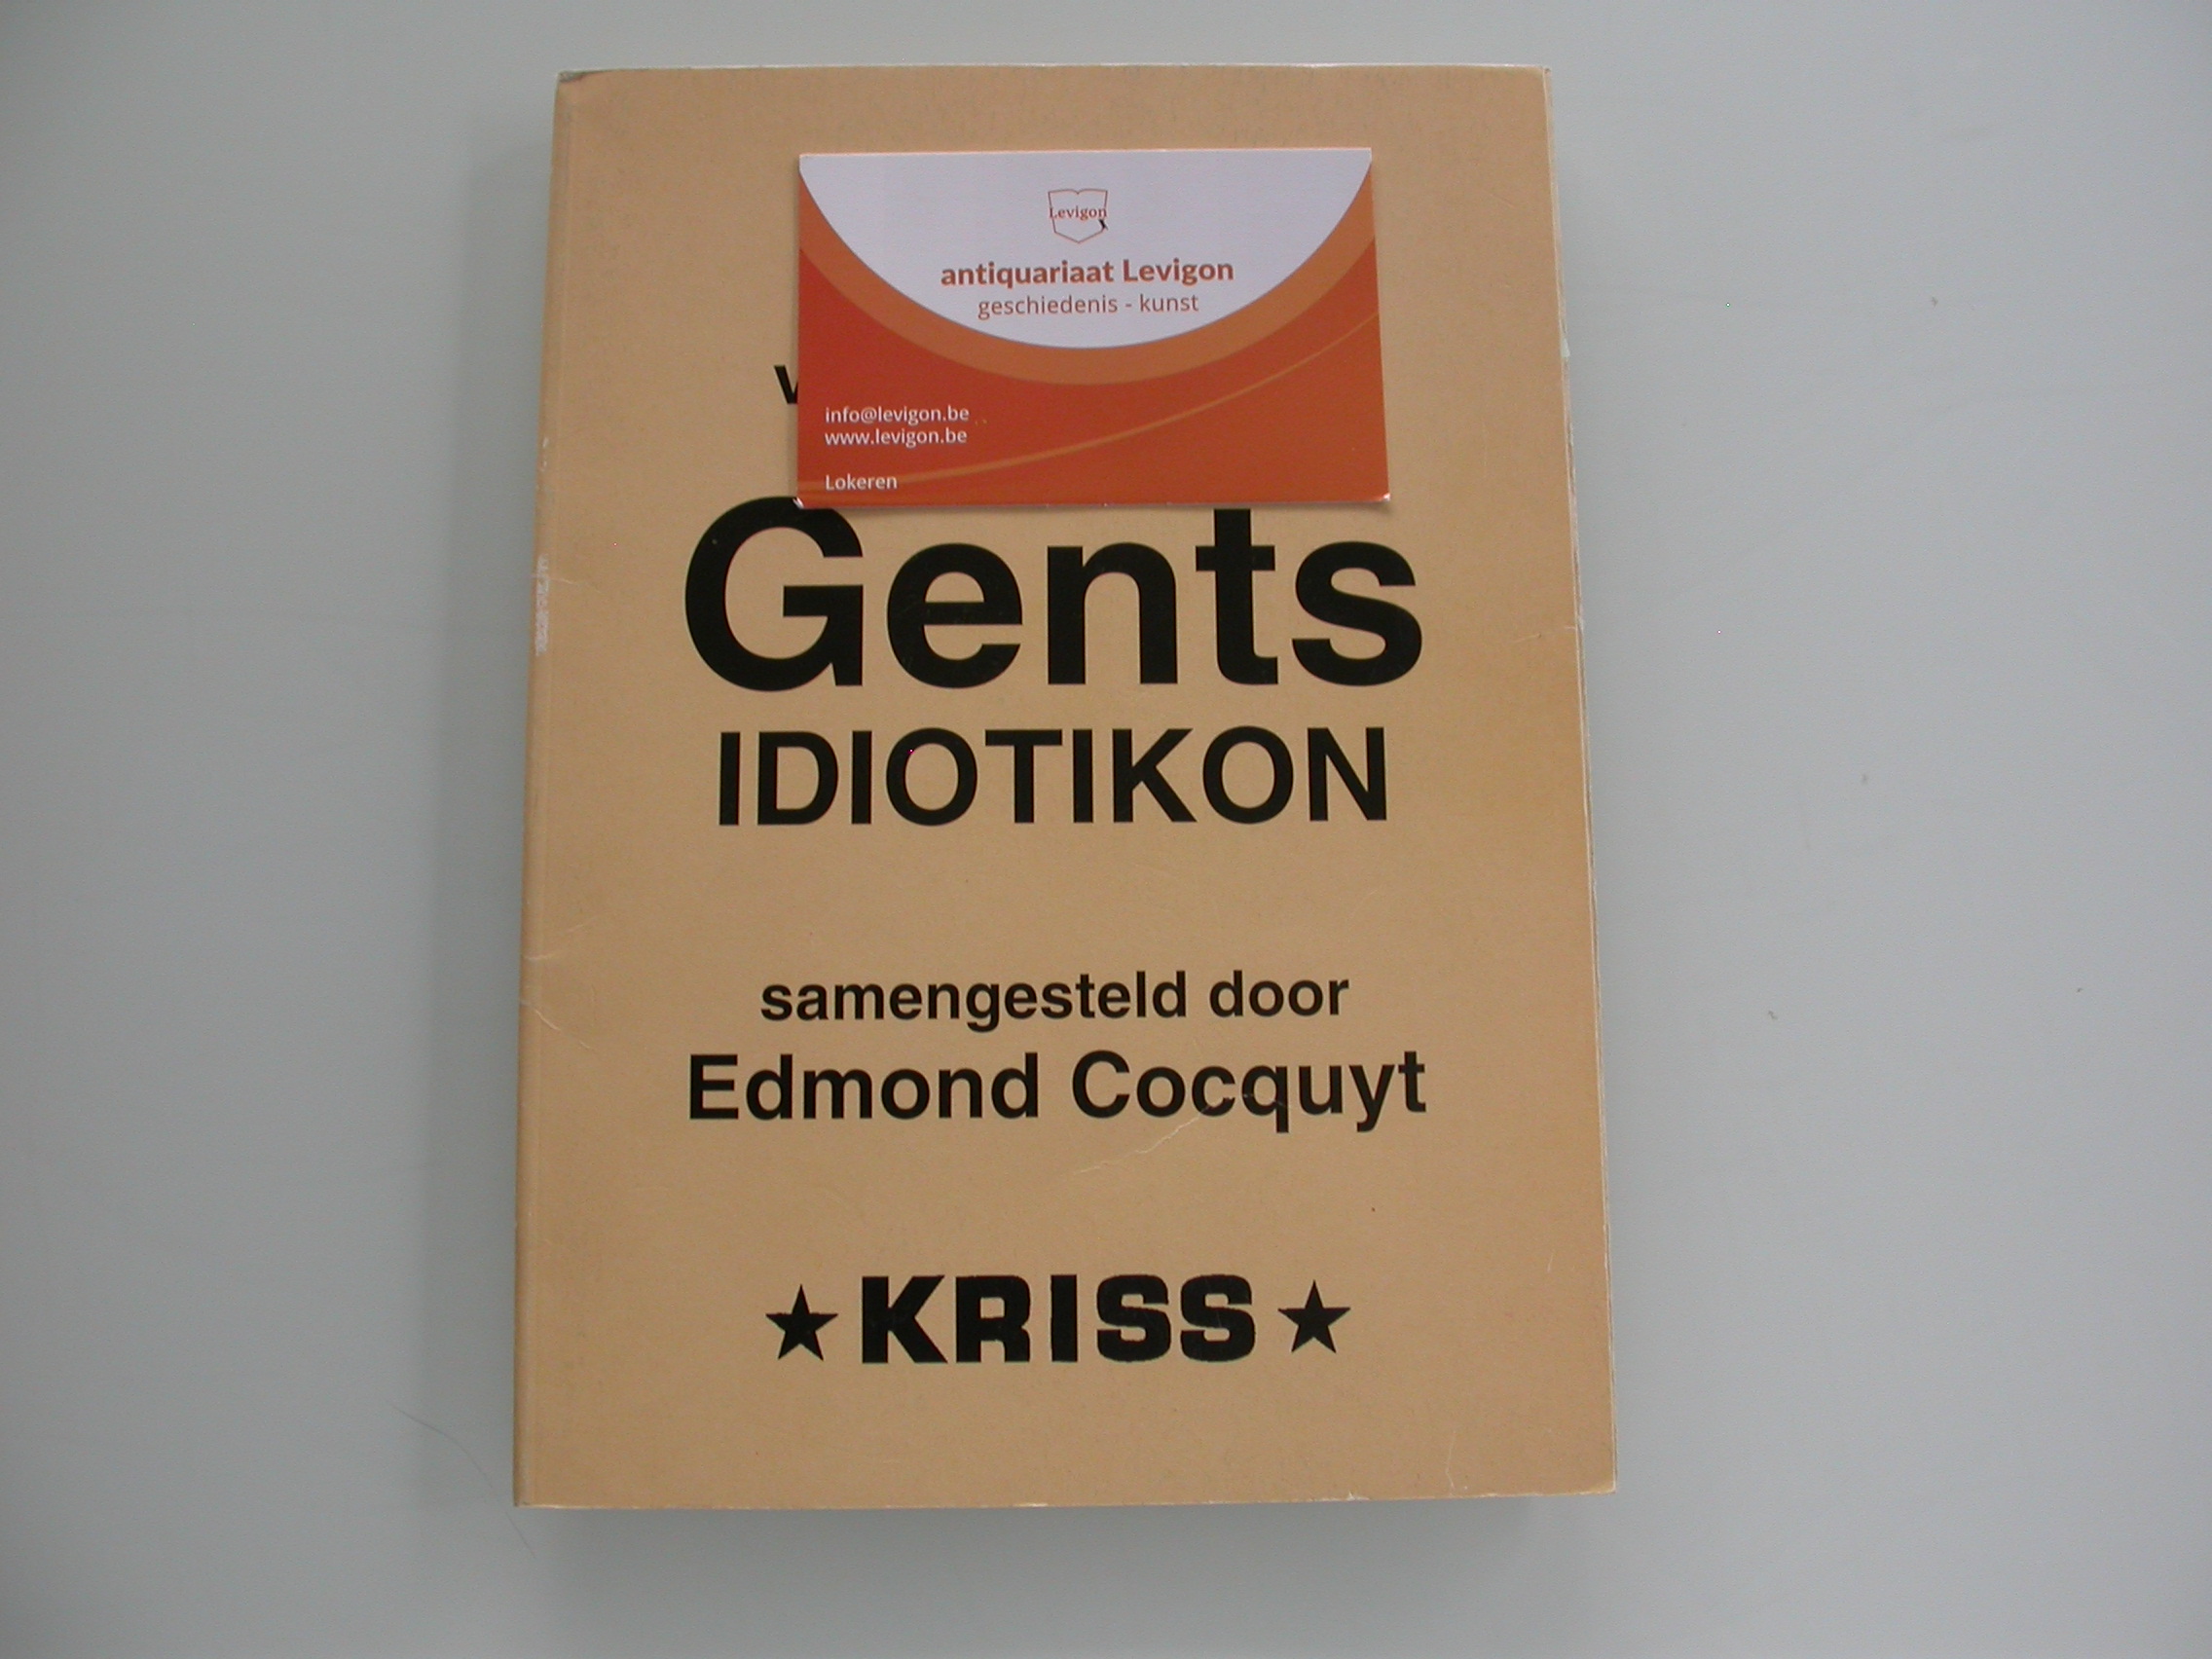 Levigon
antiquariaat Levigon
geschiedenis - kunst
info@levigon.be
www.levigon.be
Lokeren
Gents
IDIOTIKON
samengesteld door
Edmond Cocquyt
★ KRISS ★